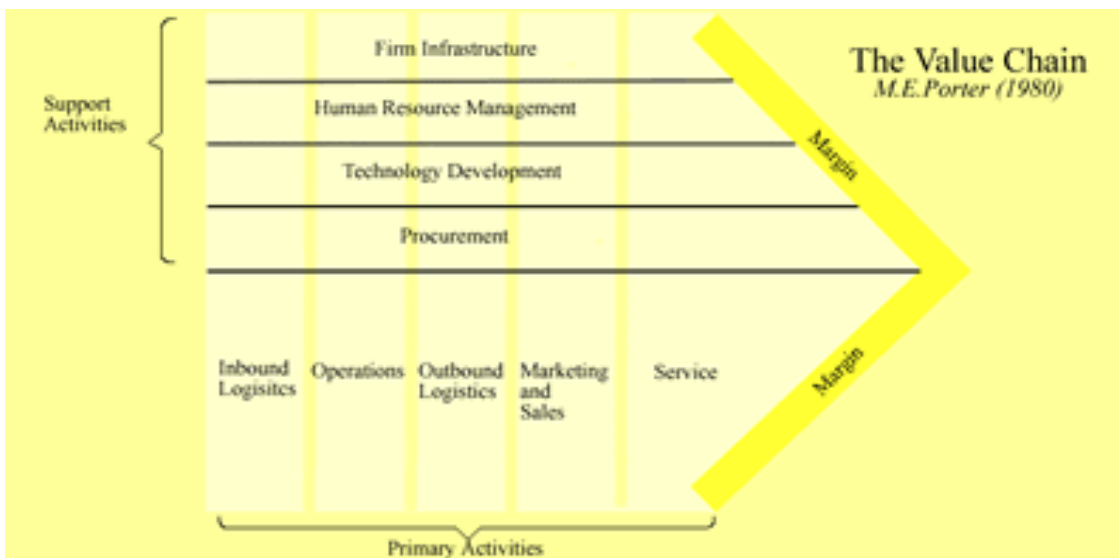 The Value Chain
M.E.Porter (1980)
Support
Activities
Firm Infrastructure
Human Resource Management
Technology Development
Procurement
Margin
Margin
Inbound
Logisitcs
Operations
Outbound
Logistics
Marketing
and
Sales
Service
Primary Activities